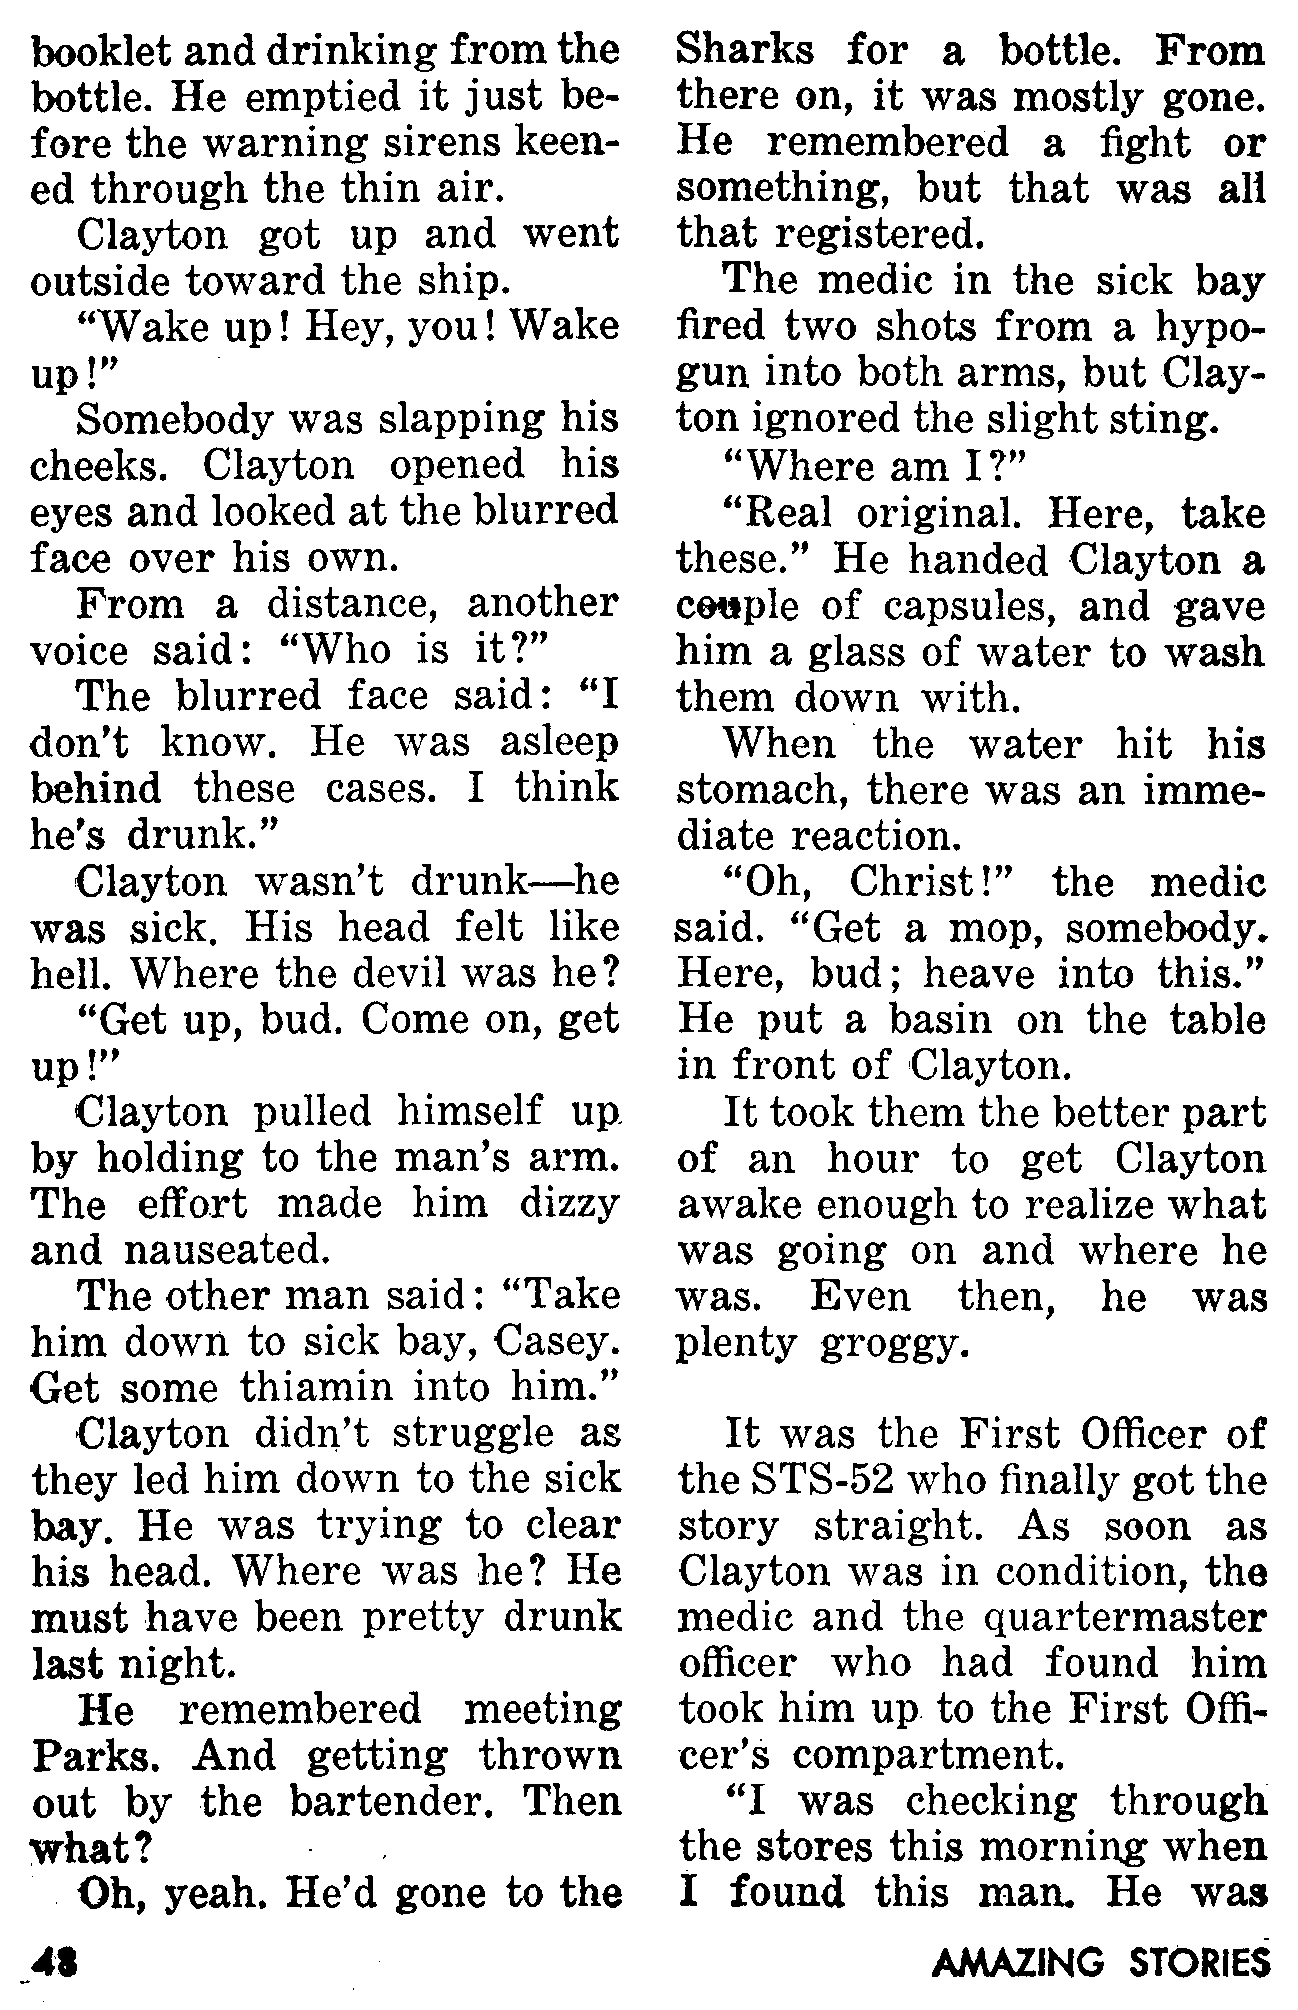 booklet and drinking from the
bottle. He emptied it just be-
fore the warning sirens keen-
ed through the thin air.
Clayton got up and went
outside toward the ship.
“Wake up! Hey, you! Wake
up!”
Somebody was slapping his
cheeks. Clayton opened his
eyes and looked at the blurred
face over his own.
From a distance, another
voice said: “Who is it?”
The blurred face said: “I
don't know. He was asleep
behind these cases. I think
he's drunk.”
Clayton wasn't drunk—he
was sick. His head felt like
hell. Where the devil was he?
“Get up, bud. Come on, get
up!”
Clayton pulled himself up
by holding to the man's arm.
The effort made him dizzy
and nauseated.
The other man said: “Take
him down to sick bay, Casey.
Get some thiamin into him.”
Clayton didn't struggle as
they led him down to the sick
bay. He was trying to clear
his head. Where was he? He
must have been pretty drunk
last night.
He remembered meeting
Parks. And getting thrown
out by the bartender. Then
what?
Oh, yeah. He'd gone to the
Sharks for a bottle. From
there on, it was mostly gone.
He remembered a fight or
something, but that was all
that registered.
The medic in the sick bay
fired two shots from a hypo-
gun into both arms, but Clay-
ton ignored the slight sting.
“Where am I?”
“Real original. Here, take
these.” He handed Clayton a
couple of capsules, and gave
him a glass of water to wash
them down with.
When the water hit his
stomach, there was an imme-
diate reaction.
“Oh, Christ!” the medic
said. “Get a mop, somebody.
Here, bud; heave into this.”
He put a basin on the table
in front of Clayton.
It took them the better part
of an hour to get Clayton
awake enough to realize what
was going on and where he
was. Even then, he was
plenty groggy.
It was the First Officer of
the STS-52 who finally got the
story straight. As soon as
Clayton was in condition, the
medic and the quartermaster
officer who had found him
took him up to the First Offi-
cer's compartment.
“I was checking through
the stores this morning when
I found this man. He was
48
AMAZING STORIES